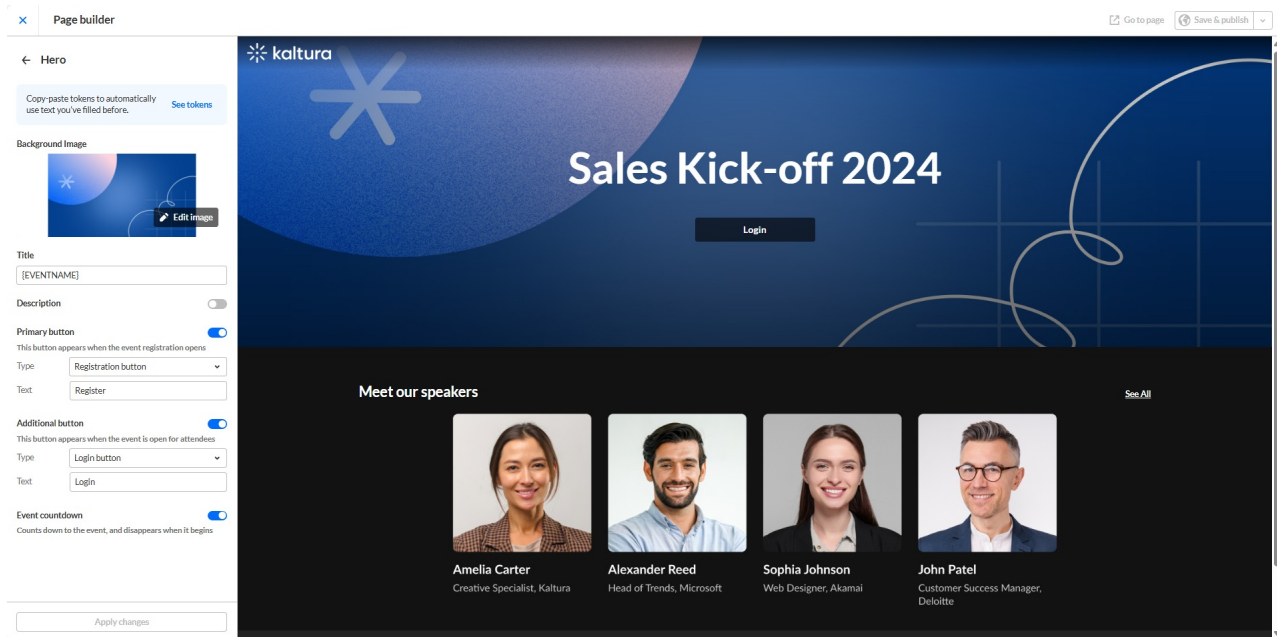 Page builder
Go to page
Save & publish
Hero
Copy-paste tokens to automatically
use text you've filled before.
See tokens
Background Image
Edit image
Title
{EVENTNAME}
Description
Primary button
This button appears when the event registration opens
Type
Registration button
Text
Register
Additional button
This button appears when the event is open for attendees
Type
Login button
Text
Login
Event countdown
Counts down to the event, and disappears when it begins
Apply changes
kaltura
Sales Kick-off 2024
Login
Meet our speakers
See All
Amelia Carter
Creative Specialist, Kaltura
Alexander Reed
Head of Trends, Microsoft
Sophia Johnson
Web Designer, Akamai
John Patel
Customer Success Manager,
Deloitte